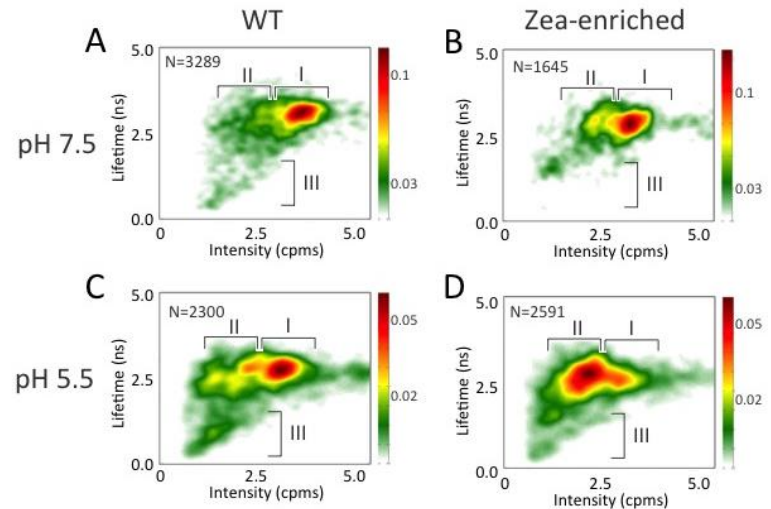 WT
Zea-enriched
pH 7.5
pH 5.5
A
5.0
2.5
0.0
Lifetime (ns)
N=3289
II
I
III
0
2.5
5.0
Intensity (cpms)
0.1
0.03
B
5.0
2.5
0.0
Lifetime (ns)
N=1645
II
I
III
0
2.5
5.0
Intensity (cpms)
0.1
0.03
C
5.0
2.5
0.0
Lifetime (ns)
N=2300
II
I
III
0
2.5
5.0
Intensity (cpms)
0.05
0.02
D
5.0
2.5
0.0
Lifetime (ns)
N=2591
II
I
III
0
2.5
5.0
Intensity (cpms)
0.05
0.02